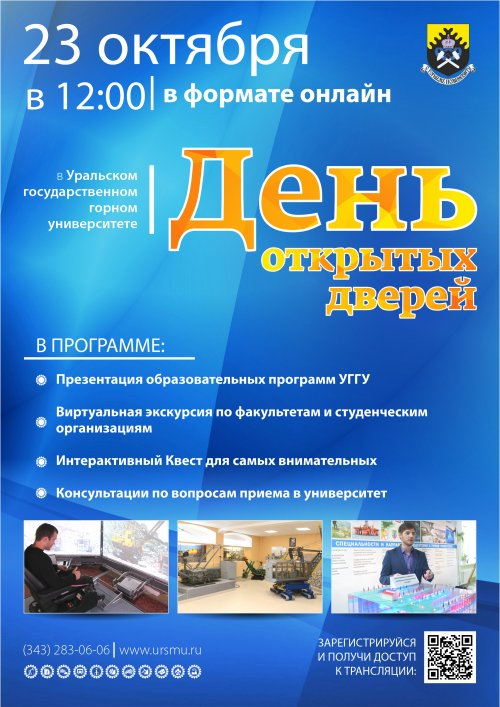 23 октября
в 12:00 | в формате онлайн
в Уральском
государственном
горном
университете
День
открытых
дверей
В ПРОГРАММЕ:
Презентация образовательных программ УГГУ
Виртуальная экскурсия по факультетам и студенческим
организациям
Интерактивный Квест для самых внимательных
Консультации по вопросам приема в университет
СПЕЦИАЛЬНОСТИ И
(343) 283-06-06 | www.ursmu.ru
ЗАРЕГИСТРИРУЙСЯ
И ПОЛУЧИ ДОСТУП
К ТРАНСЛЯЦИИ: